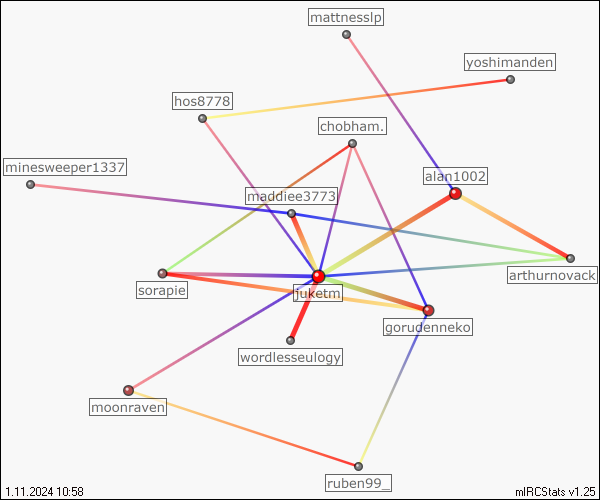 mattnesslp
yoshimanden
hos8778
chobham.
minesweeper1337
alan1002
maddiee3773
arthurnovack
sorapie
juketm
gorudenneko
wordlesseulogy
moonraven
ruben99_
1.11.2024 10:58
mIRCStats v1.25